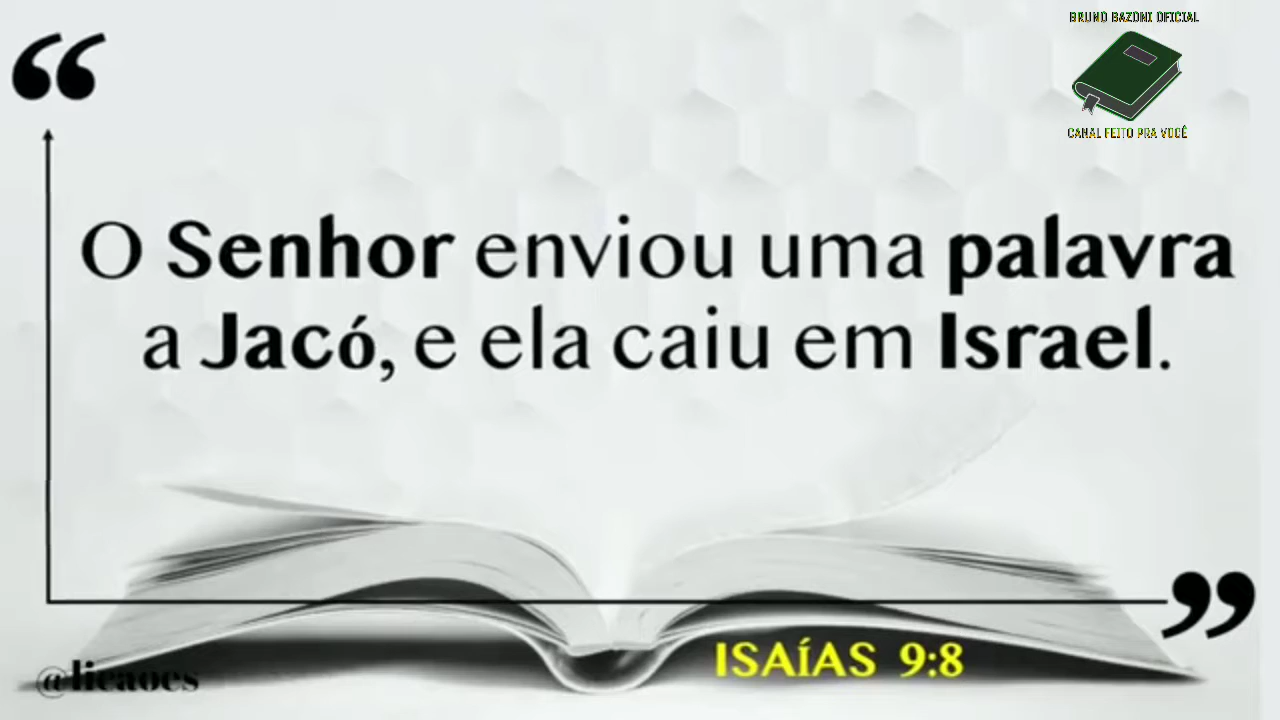 BRUNO BAZONI OFICIAL
CANAL FEITO PRA VOCÊ
“
O Senhor enviou uma palavra
a Jacó, e ela caiu em Israel.
”
ISAÍAS 9:8
@licaoes